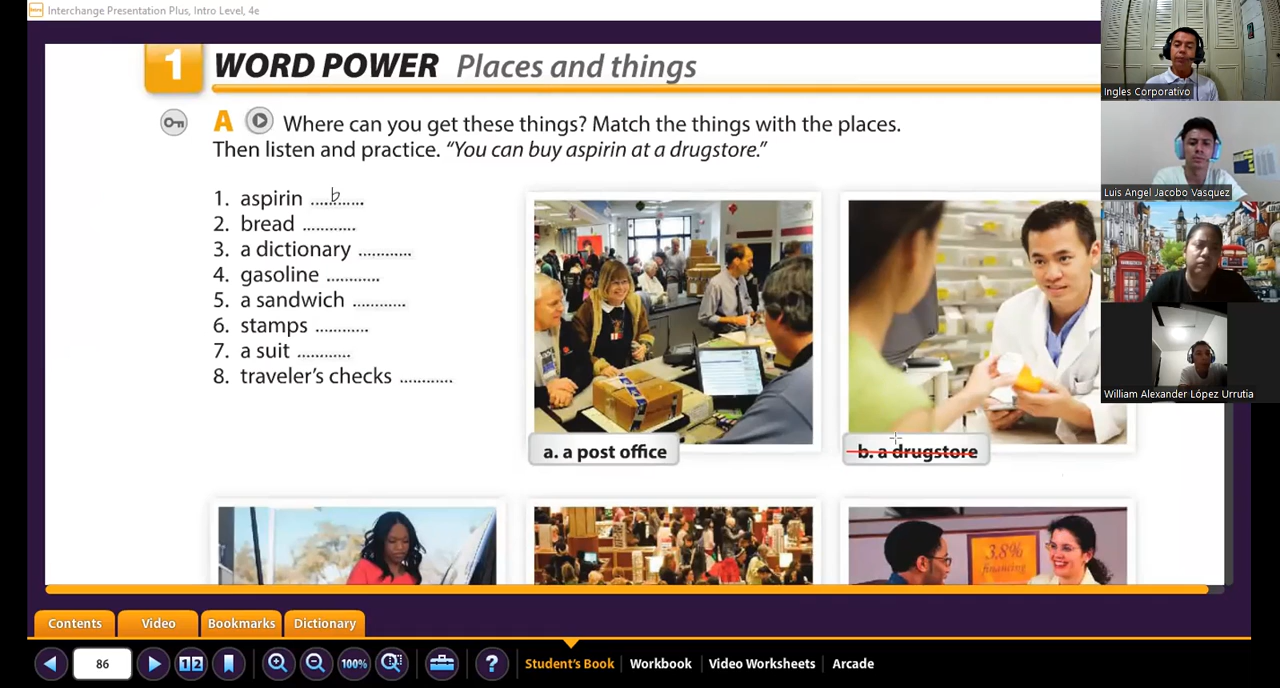 Interchange Presentation Plus, Intro Level, 4e
1 WORD POWER Places and things
A Where can you get these things? Match the things with the places.
Then listen and practice. "You can buy aspirin at a drugstore."
1. aspirin ....b.......
2. bread ............
3. a dictionary ............
4. gasoline ............
5. a sandwich ............
6. stamps ............
7. a suit ............
8. traveler's checks ............
a. a post office
b. a drugstore
3.8%
financing
Ingles Corporativo
Luis Angel Jacobo Vasquez
William Alexander López Urrutia
Contents Video Bookmarks Dictionary
86 12 100% ? Student's Book Workbook Video Worksheets Arcade